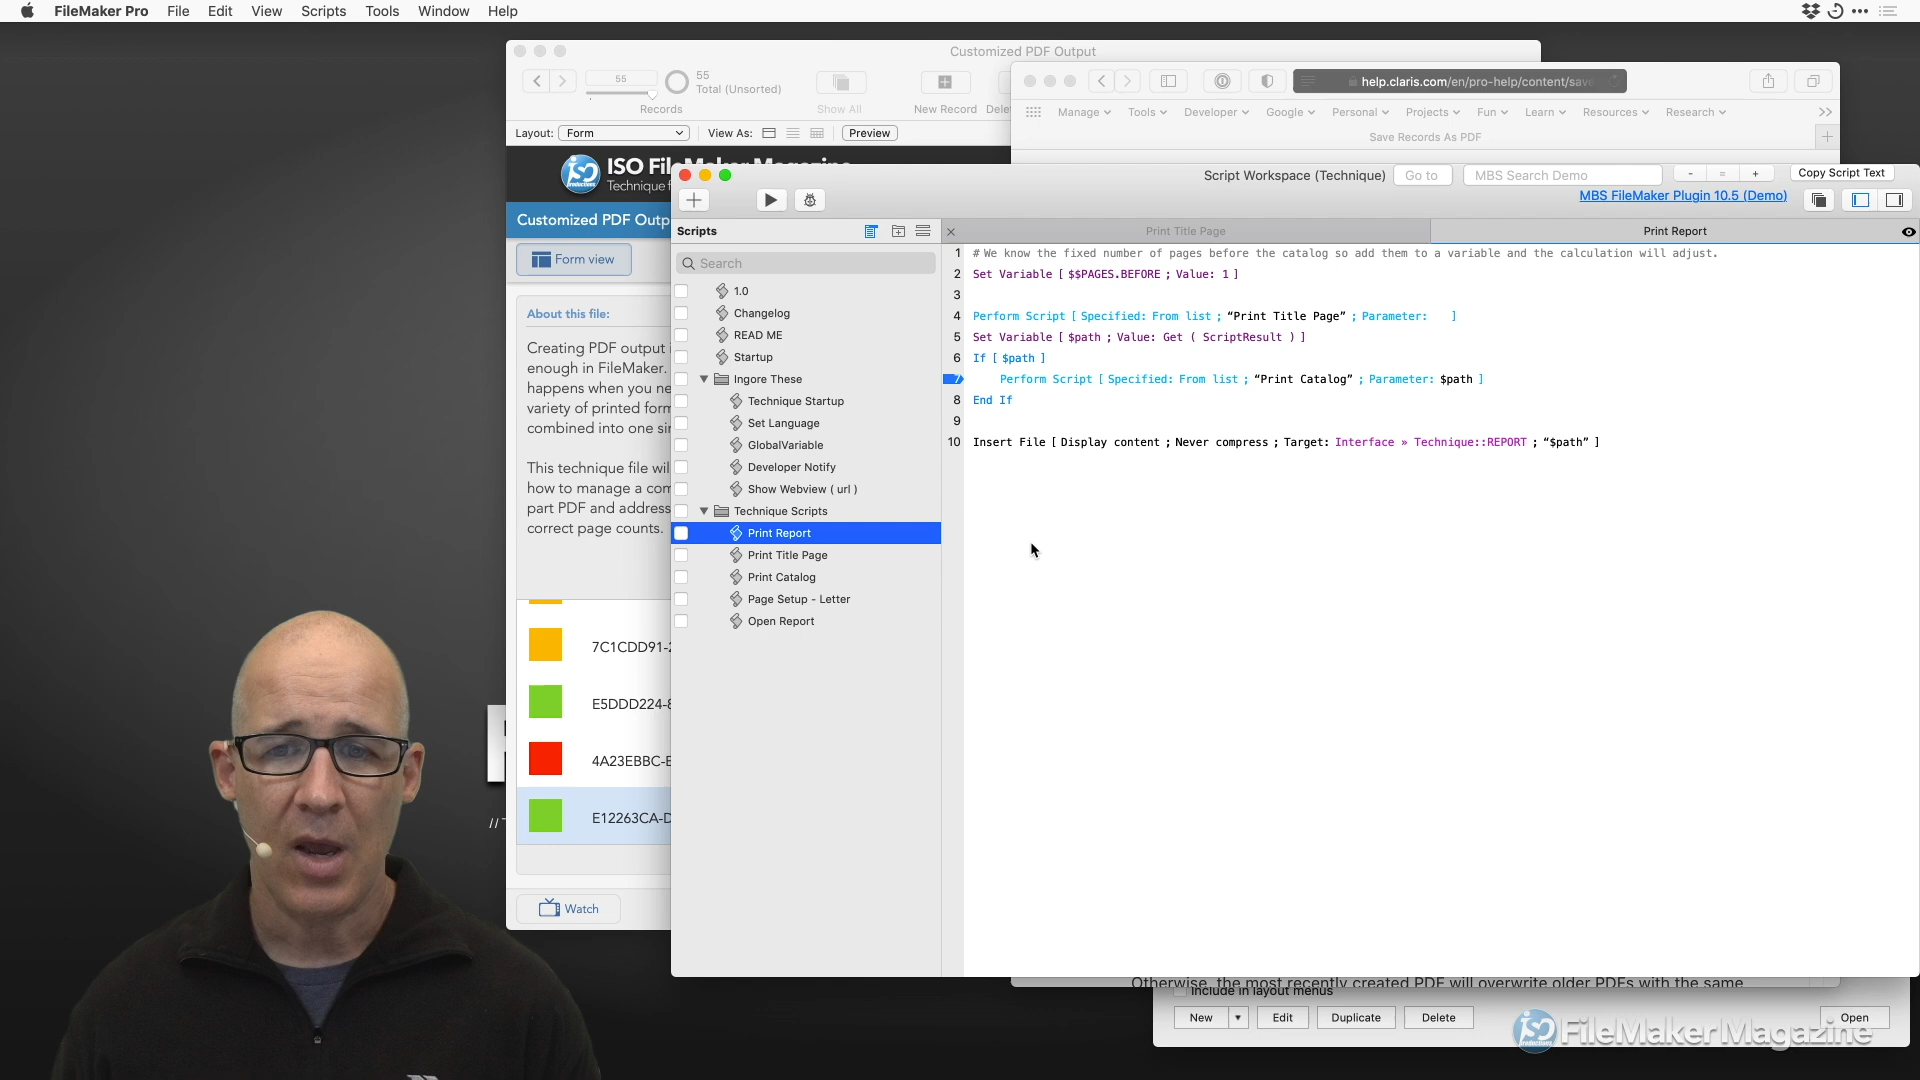 FileMaker Pro File Edit View Scripts Tools Window Help
Customized PDF Output
55
55
Total (Unsorted)
Records
Show All
New Record
Layout: Form
View As:
Preview
help.claris.com/en/pro-help/content/save
Manage Tools Developer Google Personal Projects Fun Learn Resources Research
Save Records As PDF
Technique
Customized PDF Outp
Form view
About this file:
Creating PDF output
enough in FileMaker.
happens when you ne
variety of printed form
combined into one si
This technique file wil
how to manage a com
part PDF and address
correct page counts.
7C1CDD91-
E5DDD224-8
4A23EBBC-E
E12263CA-D
Watch
Script Workspace (Technique)
Go to
MBS Search Demo
- = +
Copy Script Text
MBS FileMaker Plugin 10.5 (Demo)
Scripts
Search
1.0
Changelog
READ ME
Startup
Ingore These
Technique Startup
Set Language
GlobalVariable
Developer Notify
Show Webview ( url )
Technique Scripts
Print Report
Print Title Page
Print Catalog
Page Setup - Letter
Open Report
Print Title Page
Print Report
1 # We know the fixed number of pages before the catalog so add them to a variable and the calculation will adjust.
2 Set Variable [ $$PAGES.BEFORE ; Value: 1 ]
3
4 Perform Script [ Specified: From list ; “Print Title Page” ; Parameter: ]
5 Set Variable [ $path ; Value: Get ( ScriptResult ) ]
6 If [ $path ]
7 Perform Script [ Specified: From list ; “Print Catalog” ; Parameter: $path ]
8 End If
9
10 Insert File [ Display content ; Never compress ; Target: Interface » Technique::REPORT ; “$path” ]
Otherwise, the most recently created PDF will overwrite older PDFs with the same
Include in layout menus
New Edit Duplicate Delete Open
iso productions FileMaker Magazine